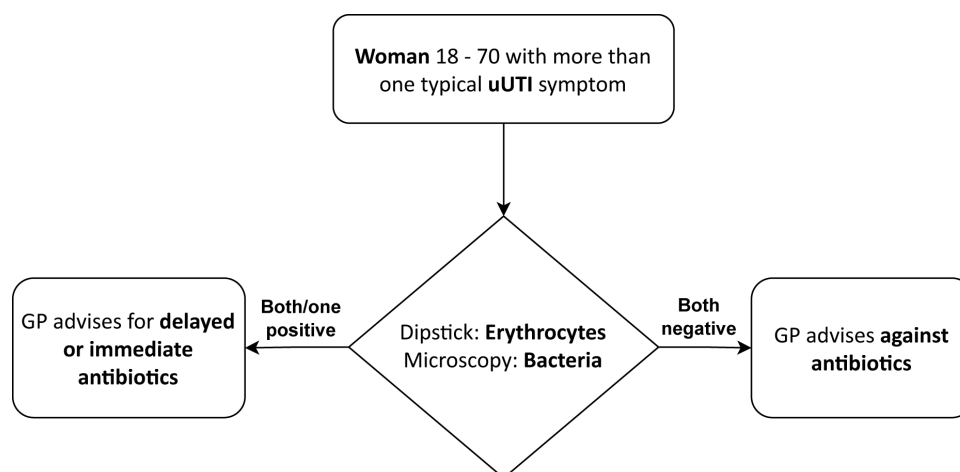 Woman 18 - 70 with more than
one typical uUTI symptom
Both/one
positive
Both
negative
GP advises for delayed
or immediate
antibiotics
Dipstick: Erythrocytes
Microscopy: Bacteria
GP advises against
antibiotics